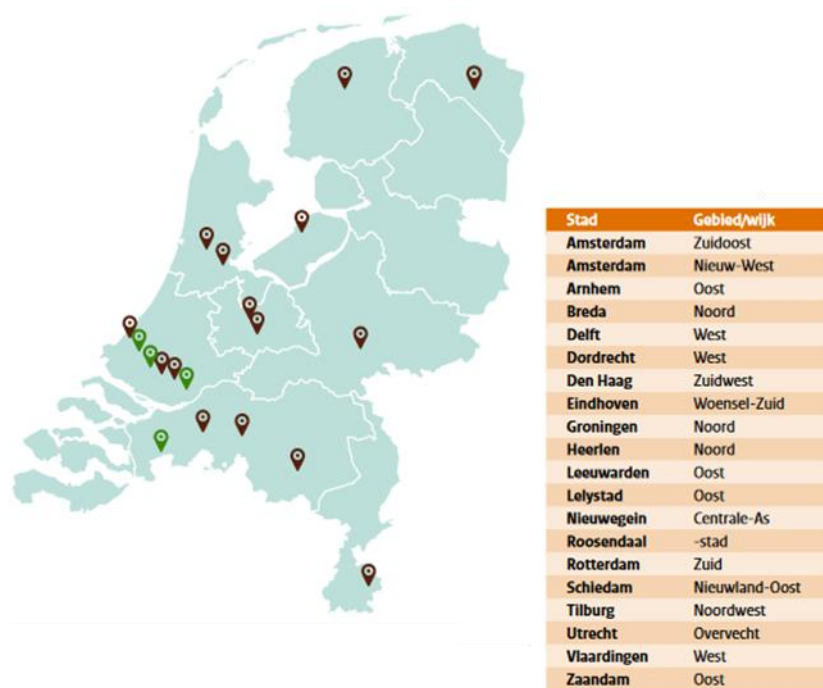 Stad Gebied/wijk
Amsterdam Zuidoost
Amsterdam Nieuw-West
Arnhem Oost
Breda Noord
Delft West
Dordrecht West
Den Haag Zuidwest
Eindhoven Woensel-Zuid
Groningen Noord
Heerlen Noord
Leeuwarden Oost
Lelystad Oost
Nieuwegein Centrale-As
Roosendaal -stad
Rotterdam Zuid
Schiedam Nieuwland-Oost
Tilburg Noordwest
Utrecht Overvecht
Vlaardingen West
Zaandam Oost